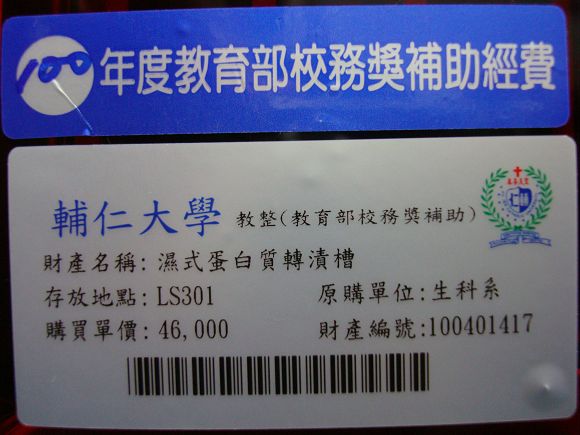 100年度教育部校務獎補助經費
輔仁大學 教整(教育部校務獎補助)
財產名稱: 濕式蛋白質轉漬槽
存放地點: LS301 原購單位: 生科系
購買單價: 46,000 財產編號:100401417